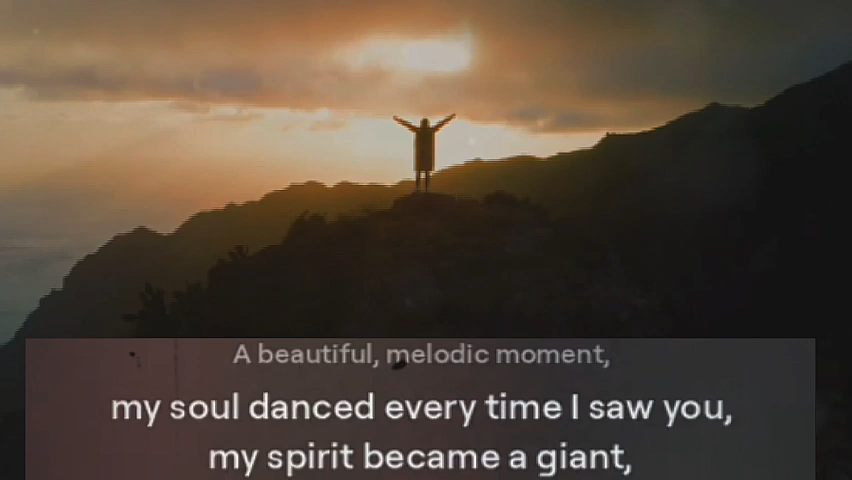 A beautiful, melodic moment,
my soul danced every time I saw you,
my spirit became a giant,